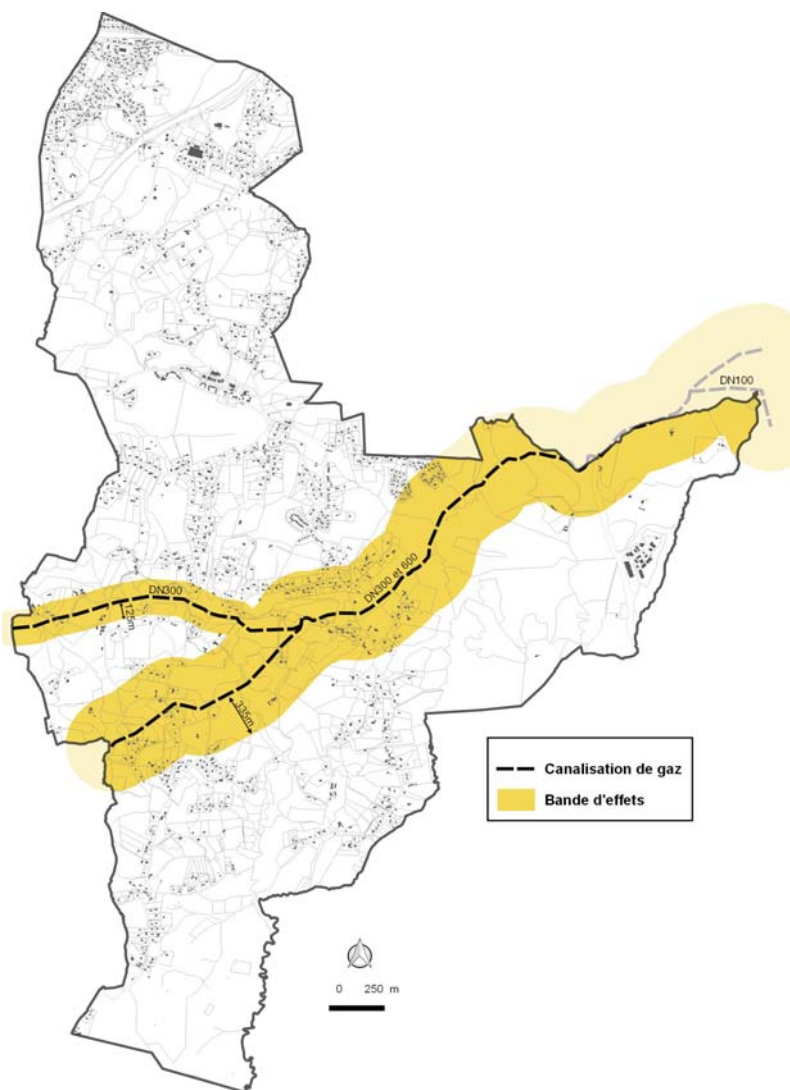 DN100
DN300 et 600
DN300
125m
335m
Canalisation de gaz
Bande d'effets
0 250 m